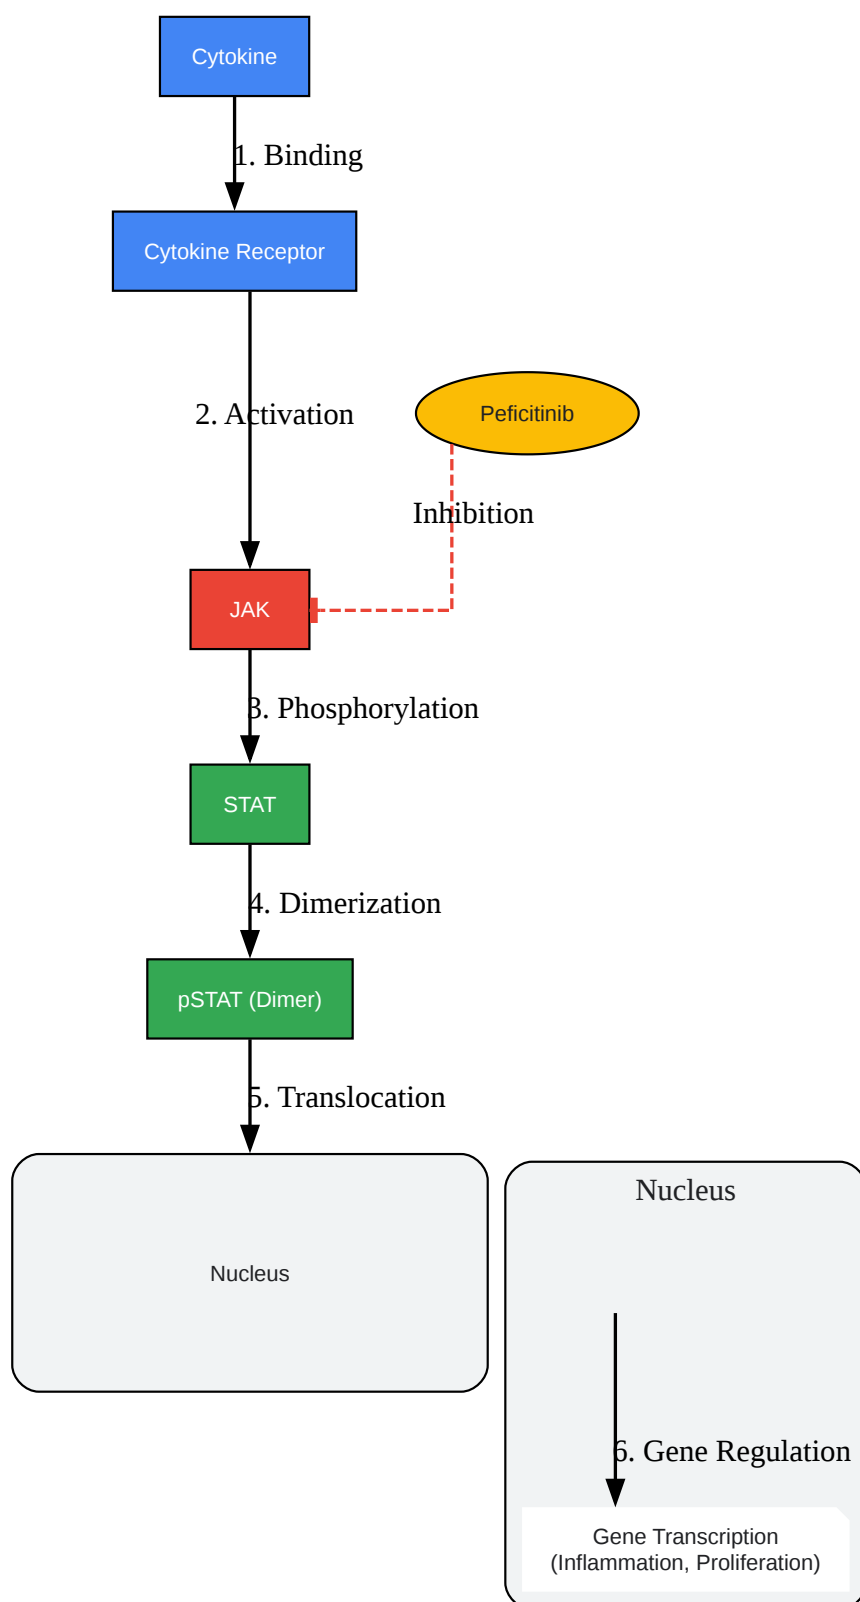 Cytokine
1. Binding
Cytokine Receptor
2. Activation
Peficitinib
Inhibition
JAK
3. Phosphorylation
STAT
4. Dimerization
pSTAT (Dimer)
5. Translocation
Nucleus
Nucleus
6. Gene Regulation
Gene Transcription
(Inflammation, Proliferation)